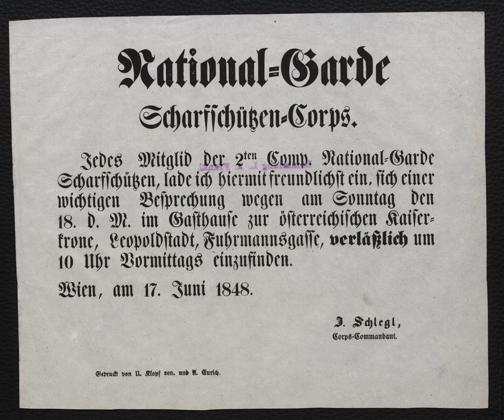 National-Garde
Scharfschützen-Corps.
Jedes Mitglid der 2ten Comp. National-Garde
Scharfschützen, lade ich hiermit freundlichst ein, sich einer
wichtigen Besprechung wegen am Sonntag den
18. d. M. im Gasthause zur österreichischen Kaiser-
krone, Leopoldstadt, Fuhrmannsgasse, verläßlich um
10 Uhr Vormittags einzufinden.
Wien, am 17. Juni 1848.
J. Schlegl,
Corps-Commandant.
Gedruckt von U. Klopf sen. und A. Eurich.